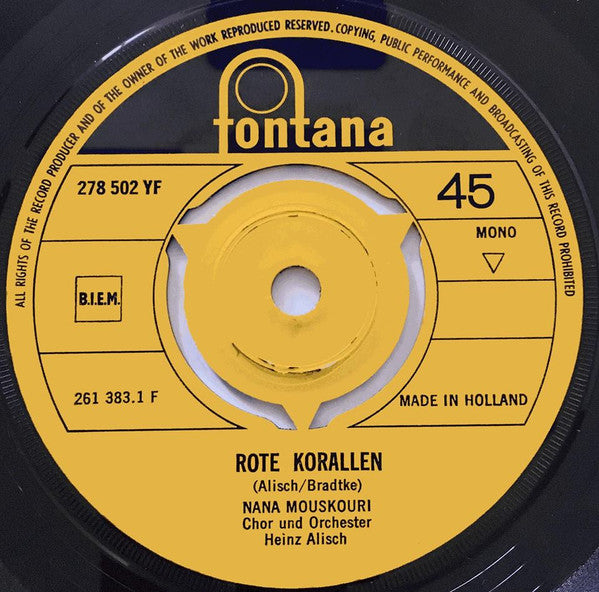 ALL RIGHTS OF THE RECORD PRODUCER AND OF THE OWNER OF THE WORK REPRODUCED RESERVED. COPYING, PUBLIC PERFORMANCE AND BROADCASTING OF THIS RECORD PROHIBITED
fontana
278 502 YF
45
MONO
B.I.E.M.
261 383.1 F
MADE IN HOLLAND
ROTE KORALLEN
(Alisch/Bradtke)
NANA MOUSKOURI
Chor und Orchester
Heinz Alisch